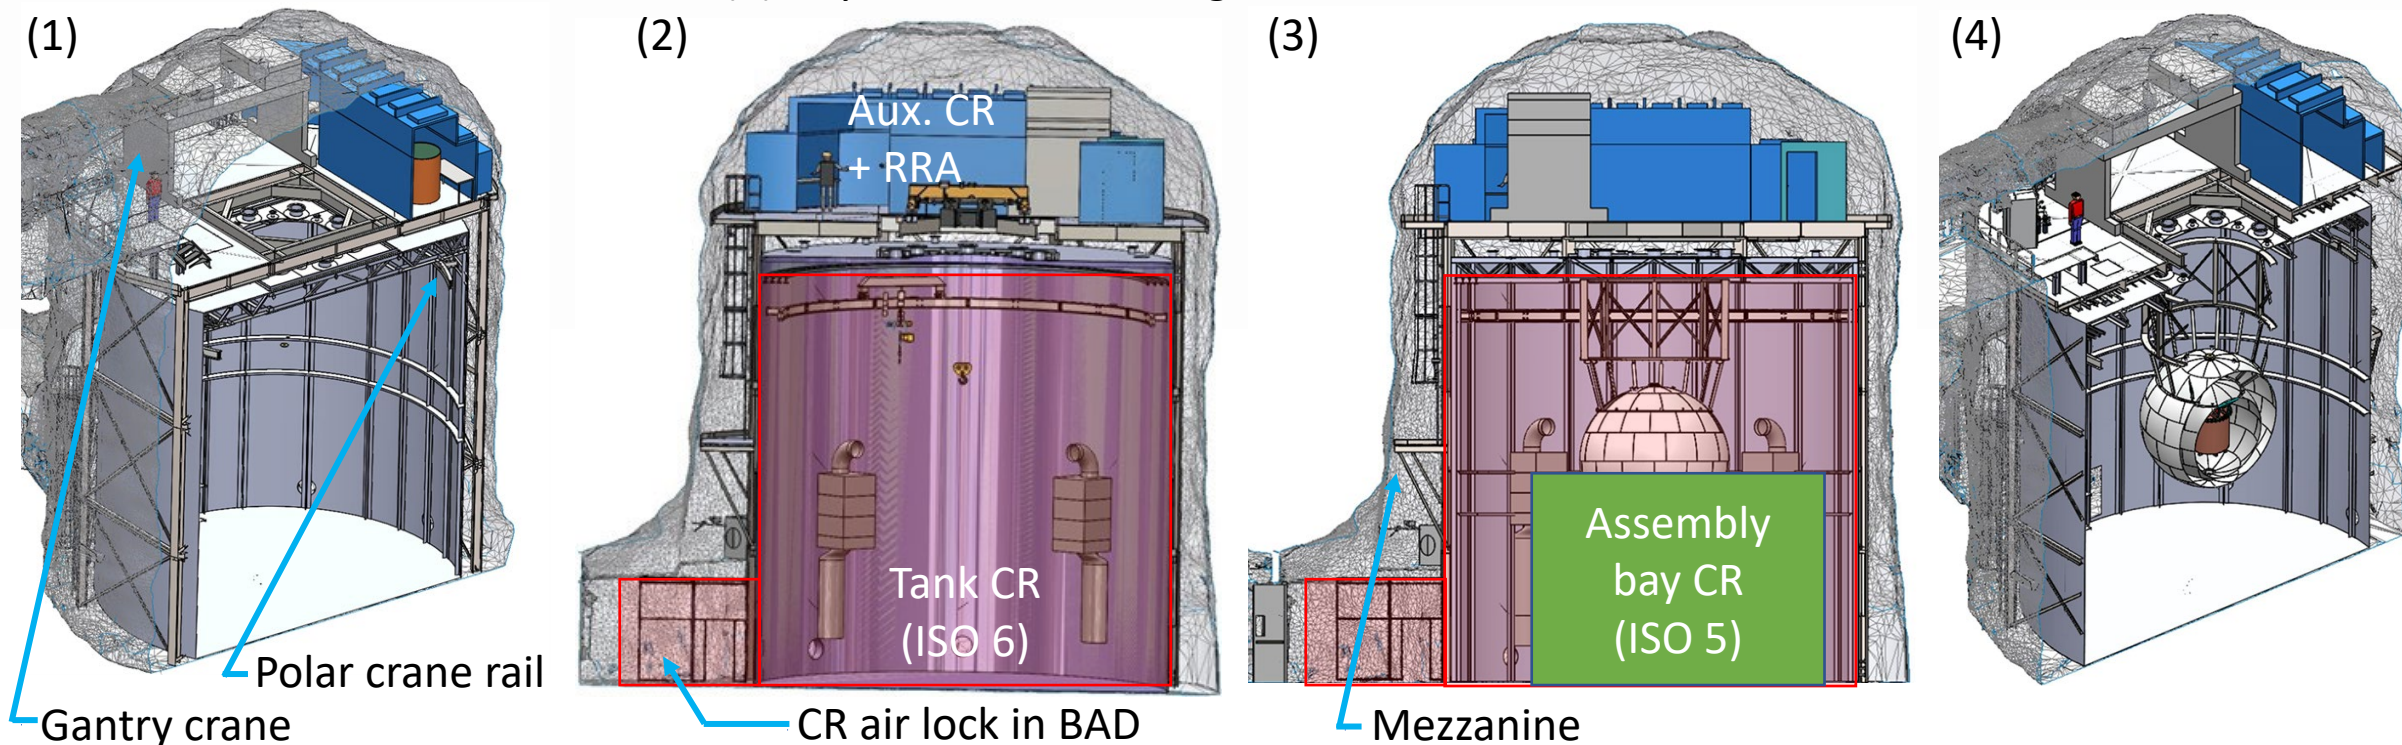 (1)
(2)
(3)
(4)
Aux. CR
+ RRA
Tank CR
(ISO 6)
Assembly
bay CR
(ISO 5)
Polar crane rail
Gantry crane
CR air lock in BAD
Mezzanine